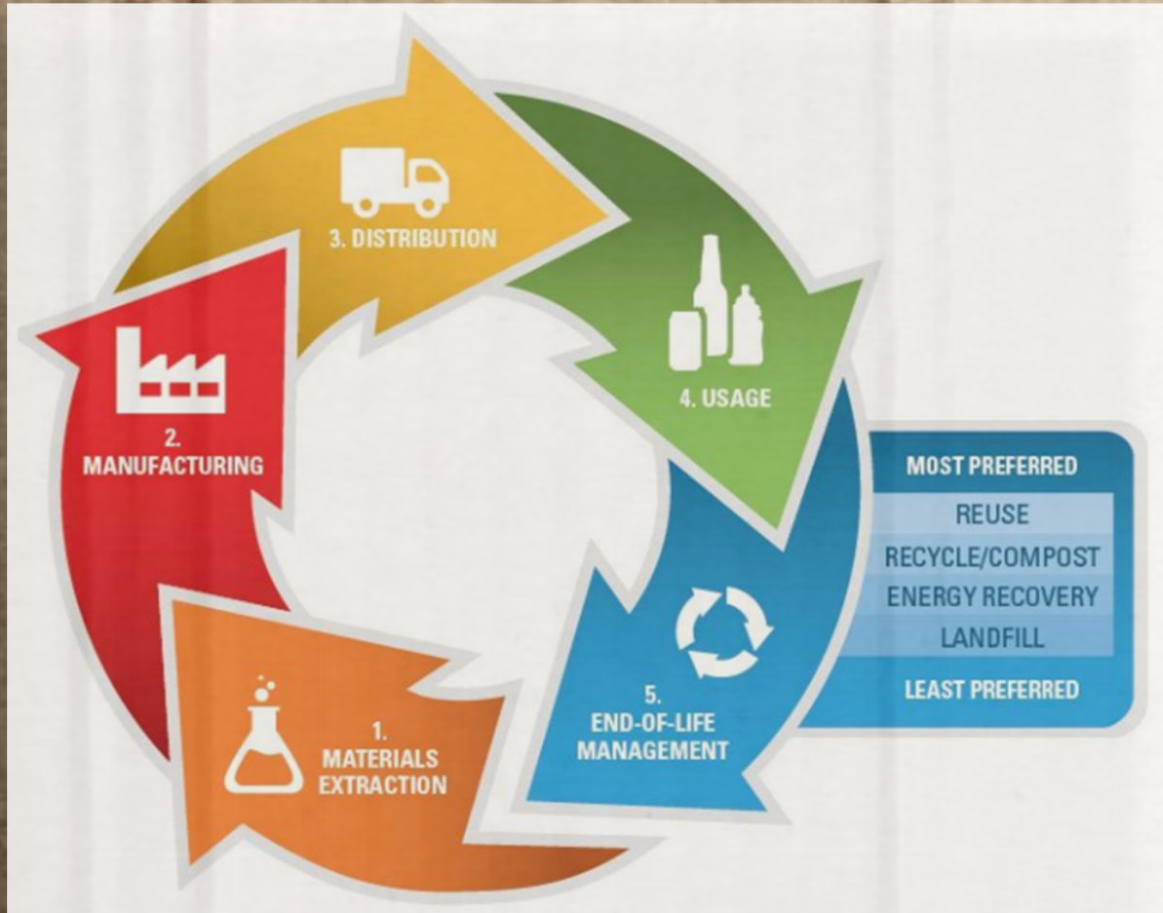 3. DISTRIBUTION
2.
MANUFACTURING
4. USAGE
1.
MATERIALS
EXTRACTION
5.
END-OF-LIFE
MANAGEMENT
MOST PREFERRED
REUSE
RECYCLE/COMPOST
ENERGY RECOVERY
LANDFILL
LEAST PREFERRED